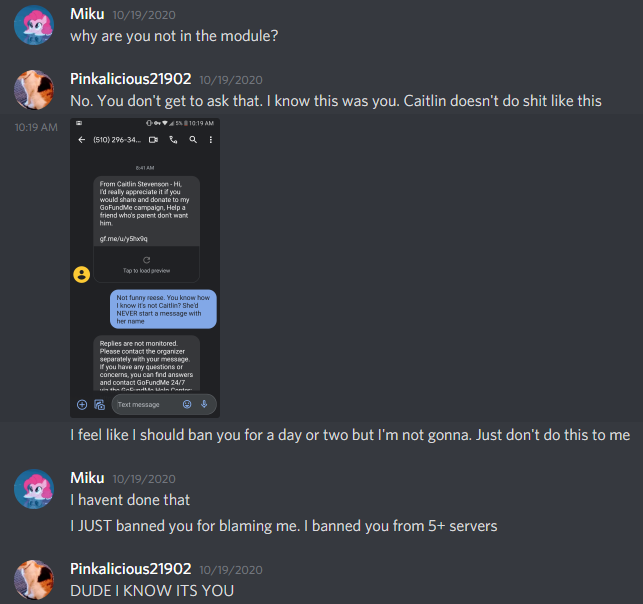 Miku 10/19/2020
why are you not in the module?
Pinkalicious21902 10/19/2020
No. You don't get to ask that. I know this was you. Caitlin doesn't do shit like this
10:19 AM
5% 10:19 AM
(510) 296-34...
8:41 AM
From Caitlin Stevenson - Hi,
I'd really appreciate it if you
would share and donate to my
GoFundMe campaign, Help a
friend who's parent don't want
him.
gf.me/u/y5hx9q
Tap to load preview
Not funny reese. You know how
I know it's not Caitlin? She'd
NEVER start a message with
her name
Replies are not monitored.
Please contact the organizer
separately with your message.
If you have any questions or
concerns, you can find answers
and contact GoFundMe 24/7
via the GoFundMe Help Center:
Text message
I feel like I should ban you for a day or two but I'm not gonna. Just don't do this to me
Miku 10/19/2020
I havent done that
I JUST banned you for blaming me. I banned you from 5+ servers
Pinkalicious21902 10/19/2020
DUDE I KNOW ITS YOU